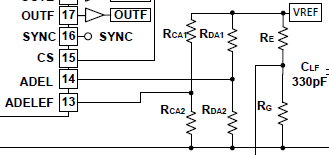 OUTF 17 OUTF VREF
SYNC 16 SYNC RCA1 RDA1 RE
CS 15
ADEL 14 CLF
330pF
ADELEF 13
RCA2 RDA2 RG